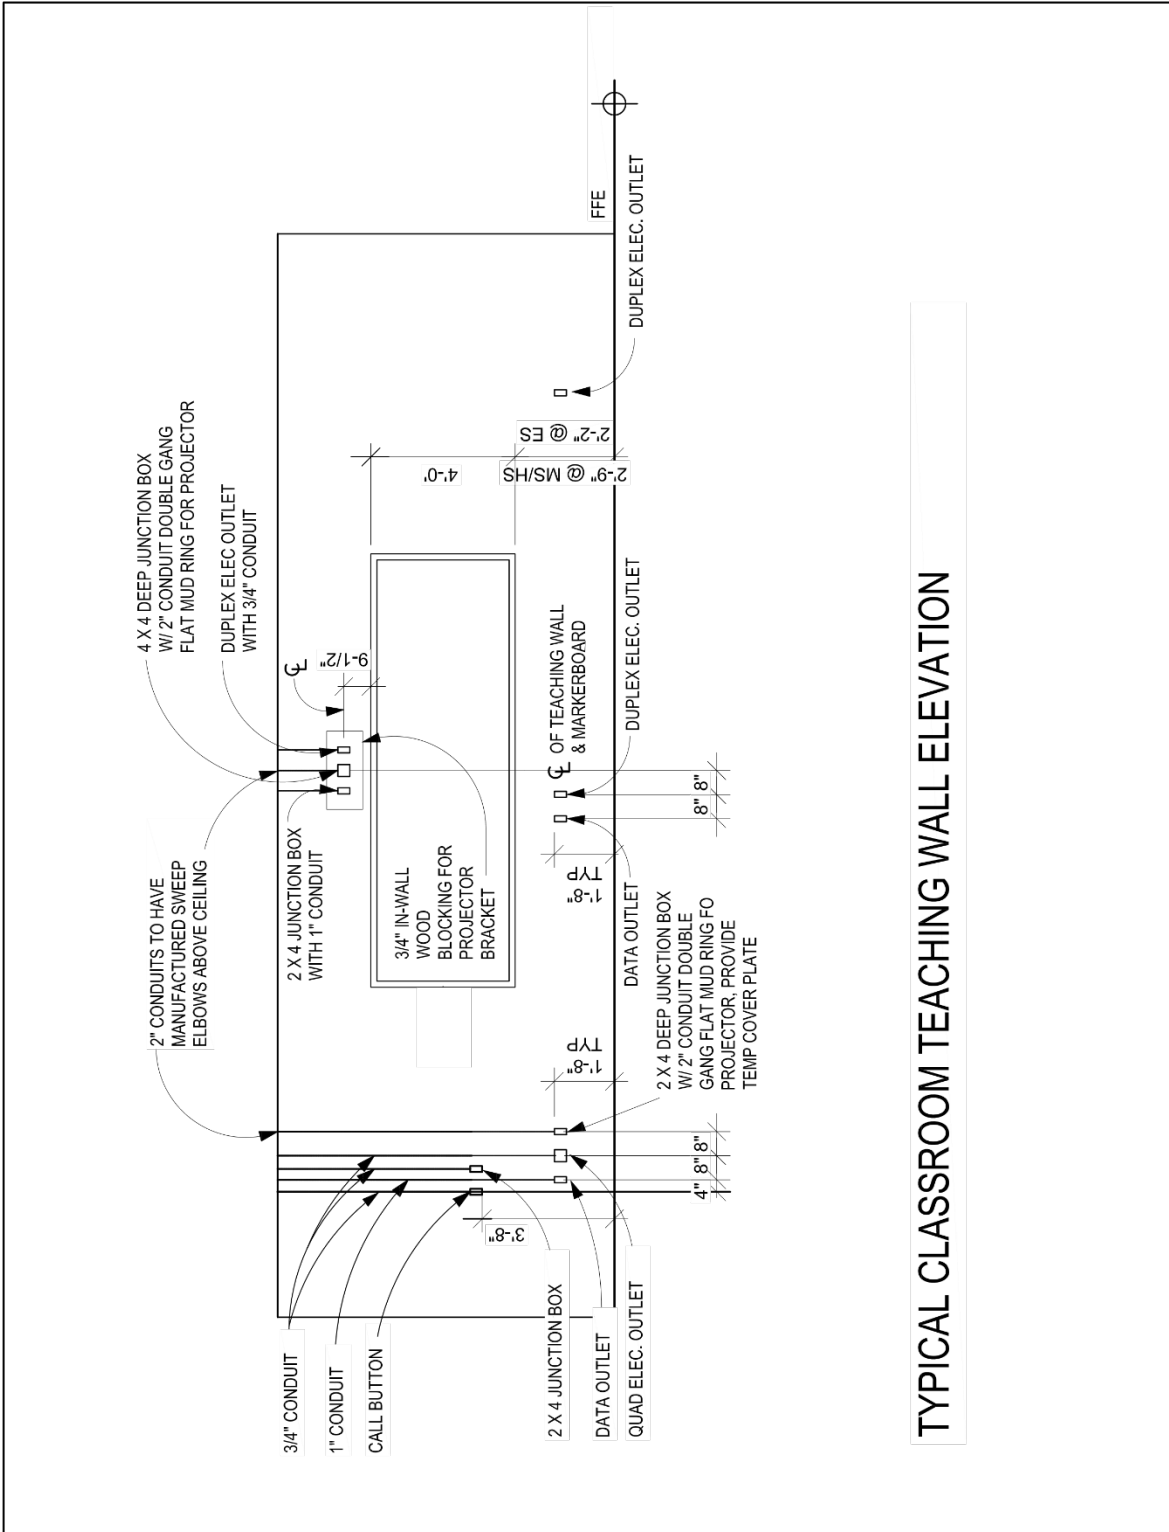 2" CONDUITS TO HAVE
MANUFACTURED SWEEP
ELBOWS ABOVE CEILING
4 X 4 DEEP JUNCTION BOX
W/ 2" CONDUIT DOUBLE GANG
FLAT MUD RING FOR PROJECTOR
DUPLEX ELEC OUTLET
WITH 3/4" CONDUIT
3/4" CONDUIT
1" CONDUIT
CALL BUTTON
2 X 4 JUNCTION BOX
WITH 1" CONDUIT
CL
9-1/2"
3/4" IN-WALL
WOOD
BLOCKING FOR
PROJECTOR
BRACKET
4'-0"
2'-9" @ MS/HS
2'-2" @ ES
3'-8"
2 X 4 JUNCTION BOX
DATA OUTLET
QUAD ELEC. OUTLET
1'-8"
TYP
1'-8"
TYP
CL OF TEACHING WALL
& MARKERBOARD
FFE
DATA OUTLET
DUPLEX ELEC. OUTLET
DUPLEX ELEC. OUTLET
2 X 4 DEEP JUNCTION BOX
W/ 2" CONDUIT DOUBLE
GANG FLAT MUD RING FO
PROJECTOR, PROVIDE
TEMP COVER PLATE
4" 8" 8"
8" 8"
TYPICAL CLASSROOM TEACHING WALL ELEVATION